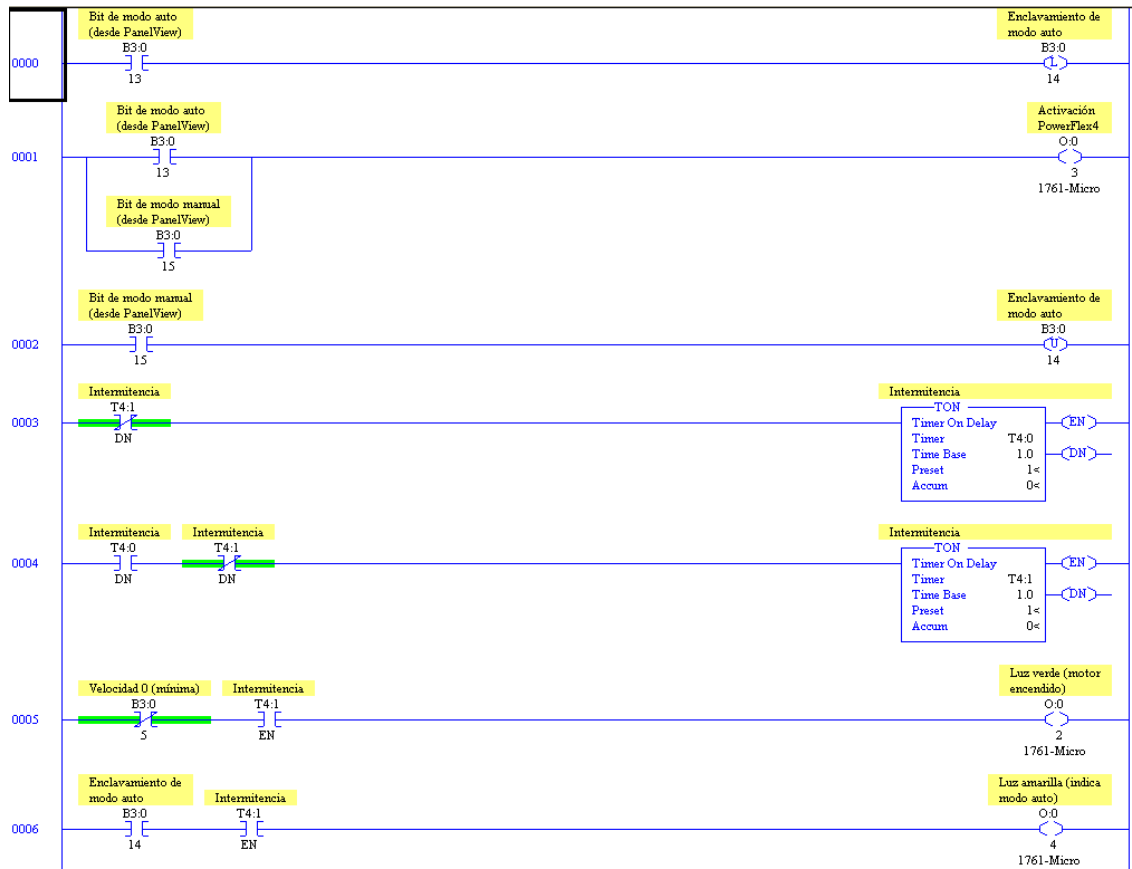 Bit de modo auto
(desde PanelView)
B3:0
13
Enclavamiento de
modo auto
B3:0
L
14
0000
Bit de modo auto
(desde PanelView)
B3:0
13
Activación
PowerFlex4
O:0
3
1761-Micro
0001
Bit de modo manual
(desde PanelView)
B3:0
15
Bit de modo manual
(desde PanelView)
B3:0
15
Enclavamiento de
modo auto
B3:0
U
14
0002
Intermitencia
T4:1
DN
Intermitencia
0003
TON
Timer On Delay
Timer T4:0
Time Base 1.0
Preset 1<
Accum 0<
EN
DN
Intermitencia
T4:0
DN
Intermitencia
T4:1
DN
Intermitencia
0004
TON
Timer On Delay
Timer T4:1
Time Base 1.0
Preset 1<
Accum 0<
EN
DN
Velocidad 0 (mínima)
B3:0
5
Intermitencia
T4:1
EN
Luz verde (motor
encendido)
O:0
2
1761-Micro
0005
Enclavamiento de
modo auto
B3:0
14
Intermitencia
T4:1
EN
Luz amarilla (indica
modo auto)
O:0
4
1761-Micro
0006